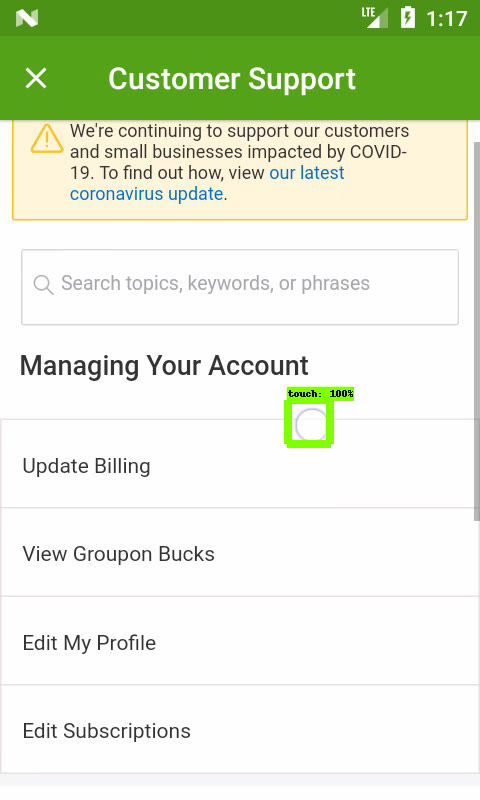 LTE 1:17
Customer Support
We're continuing to support our customers
and small businesses impacted by COVID-
19. To find out how, view our latest
coronavirus update.
Search topics, keywords, or phrases
Managing Your Account
touch: 100%
Update Billing
View Groupon Bucks
Edit My Profile
Edit Subscriptions